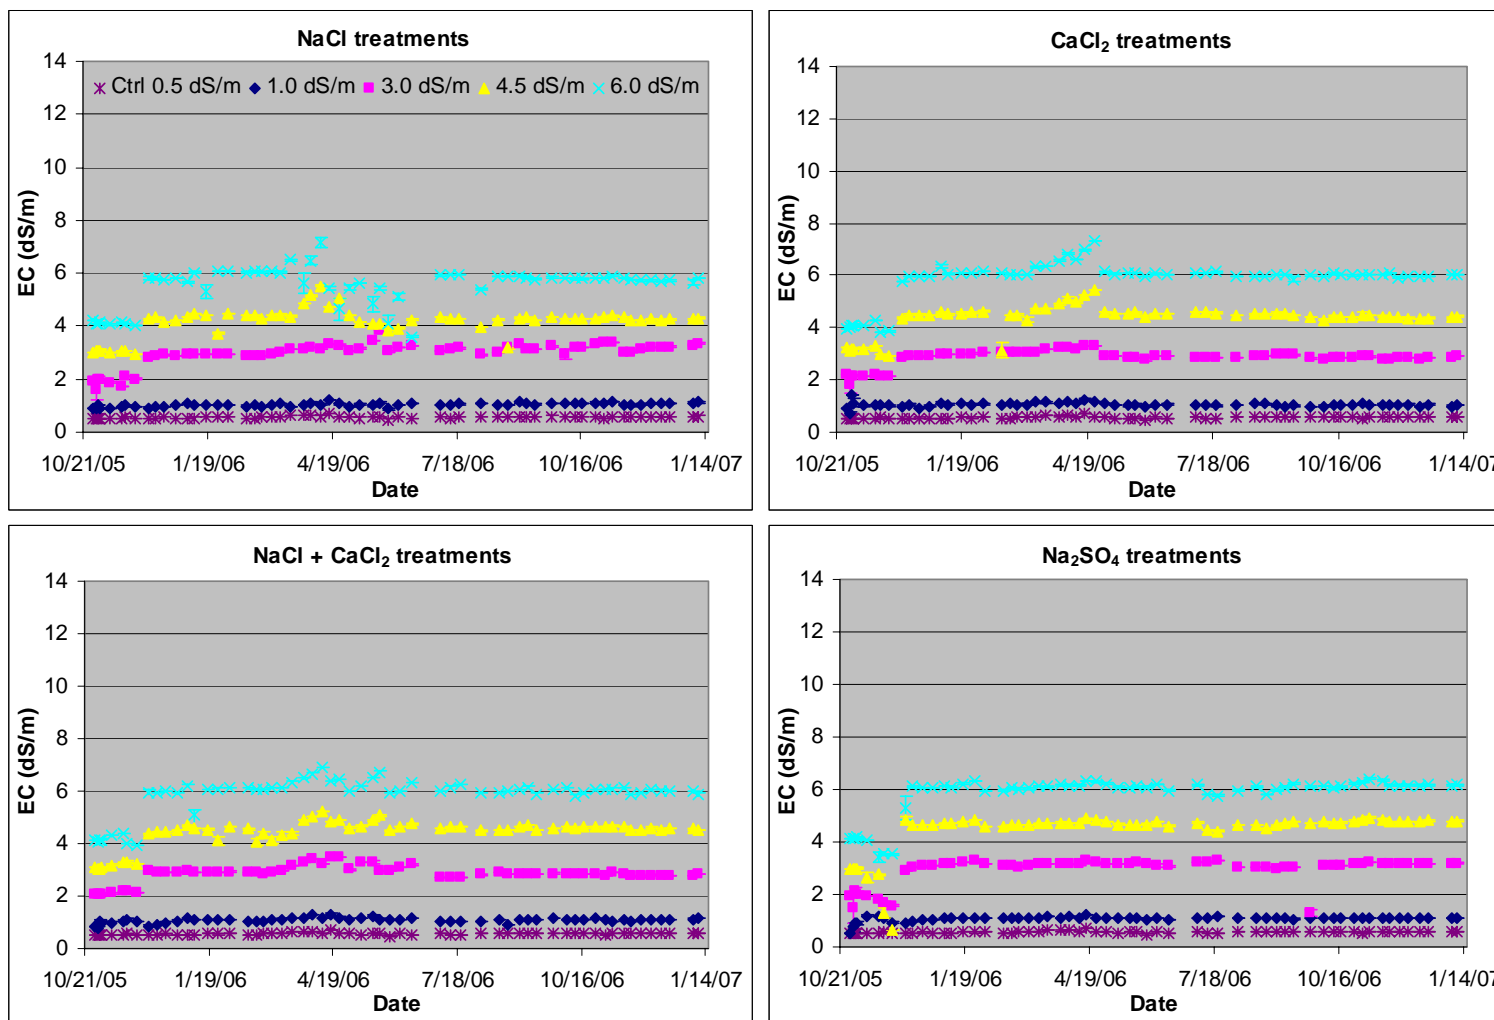 NaCl treatments
14
12
10
8
6
4
2
0
EC (dS/m)
Ctrl 0.5 dS/m 1.0 dS/m 3.0 dS/m 4.5 dS/m 6.0 dS/m
10/21/05 1/19/06 4/19/06 7/18/06 10/16/06 1/14/07
Date
CaCl₂ treatments
14
12
10
8
6
4
2
0
EC (dS/m)
10/21/05 1/19/06 4/19/06 7/18/06 10/16/06 1/14/07
Date
NaCl + CaCl₂ treatments
14
12
10
8
6
4
2
0
EC (dS/m)
10/21/05 1/19/06 4/19/06 7/18/06 10/16/06 1/14/07
Date
Na₂SO₄ treatments
14
12
10
8
6
4
2
0
EC (dS/m)
10/21/05 1/19/06 4/19/06 7/18/06 10/16/06 1/14/07
Date